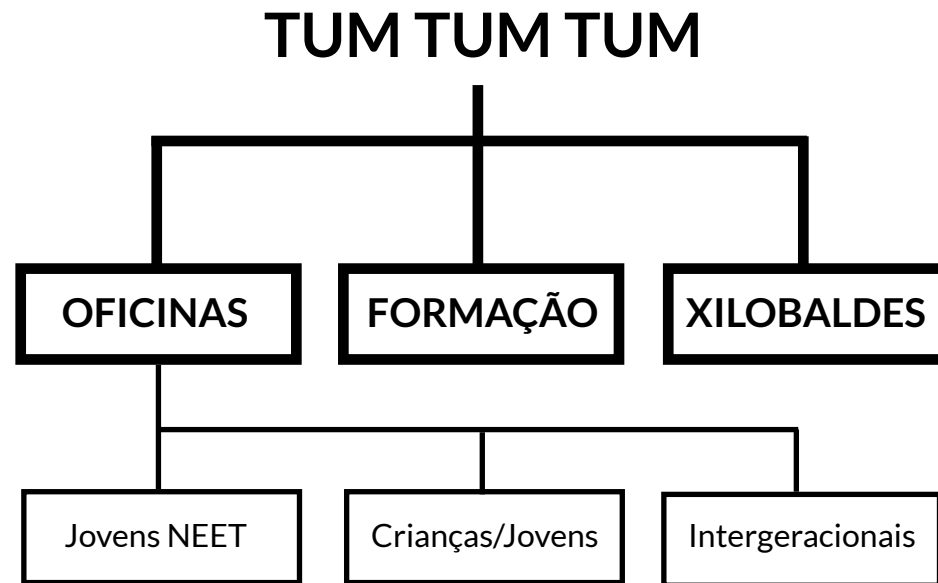 TUM TUM TUM
OFICINAS
FORMAÇÃO
XILOBALDES
Jovens NEET
Crianças/Jovens
Intergeracionais